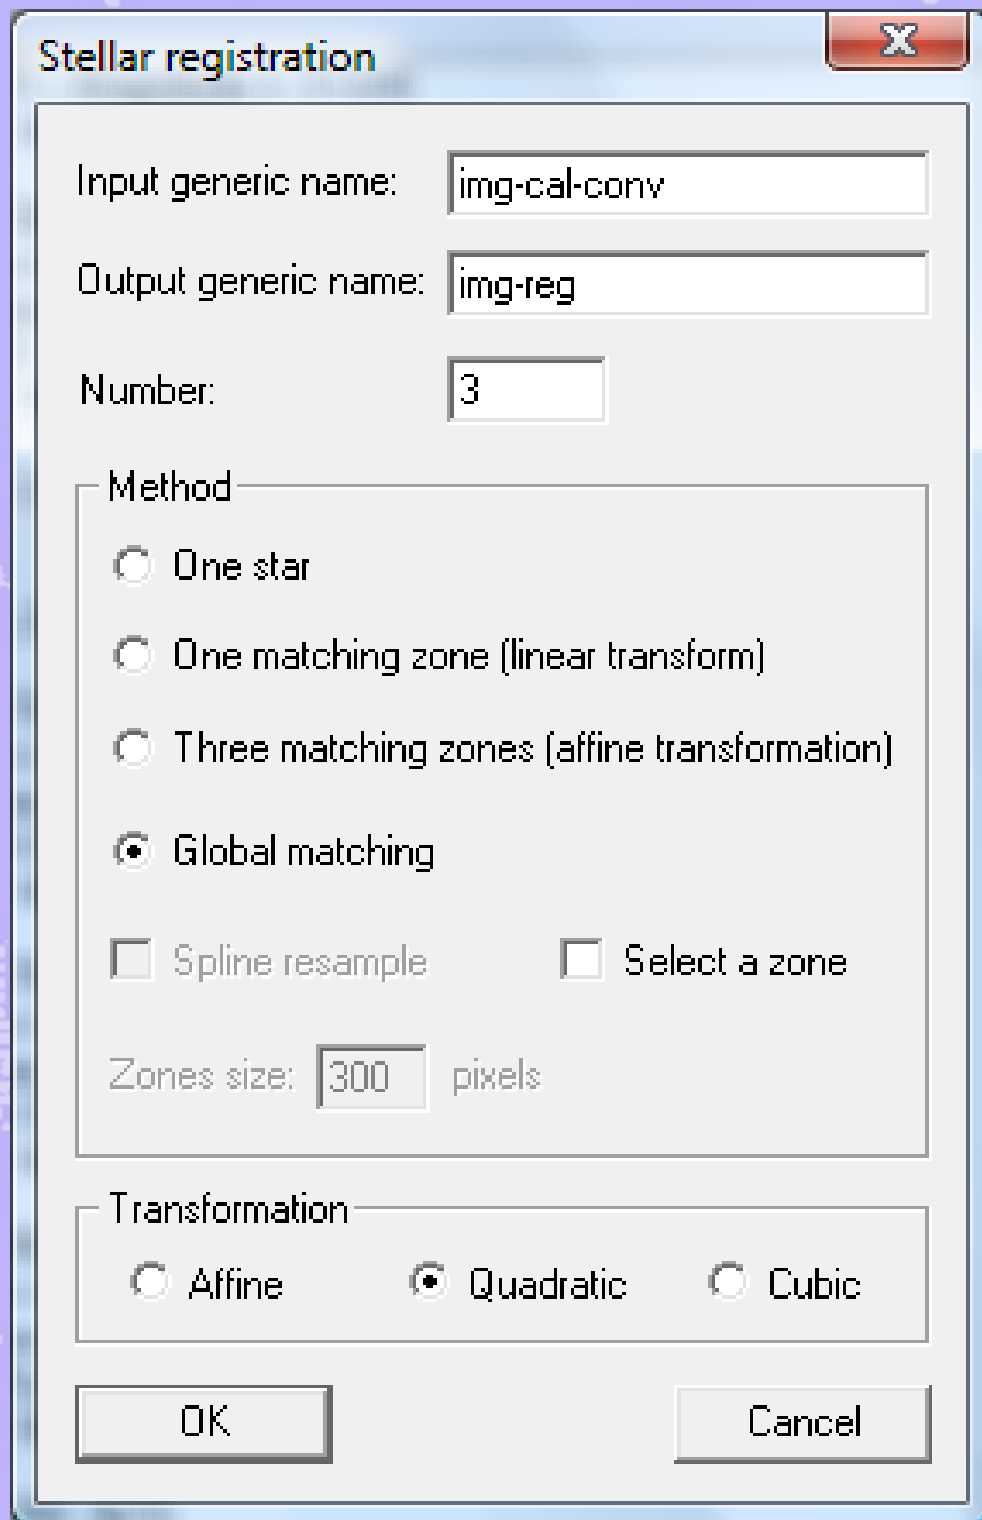 Stellar registration
Input generic name: img-cal-conv
Output generic name: img-reg
Number: 3
Method
One star
One matching zone (linear transform)
Three matching zones (affine transformation)
Global matching
Spline resample Select a zone
Zones size: 300 pixels
Transformation
Affine Quadratic Cubic
OK Cancel